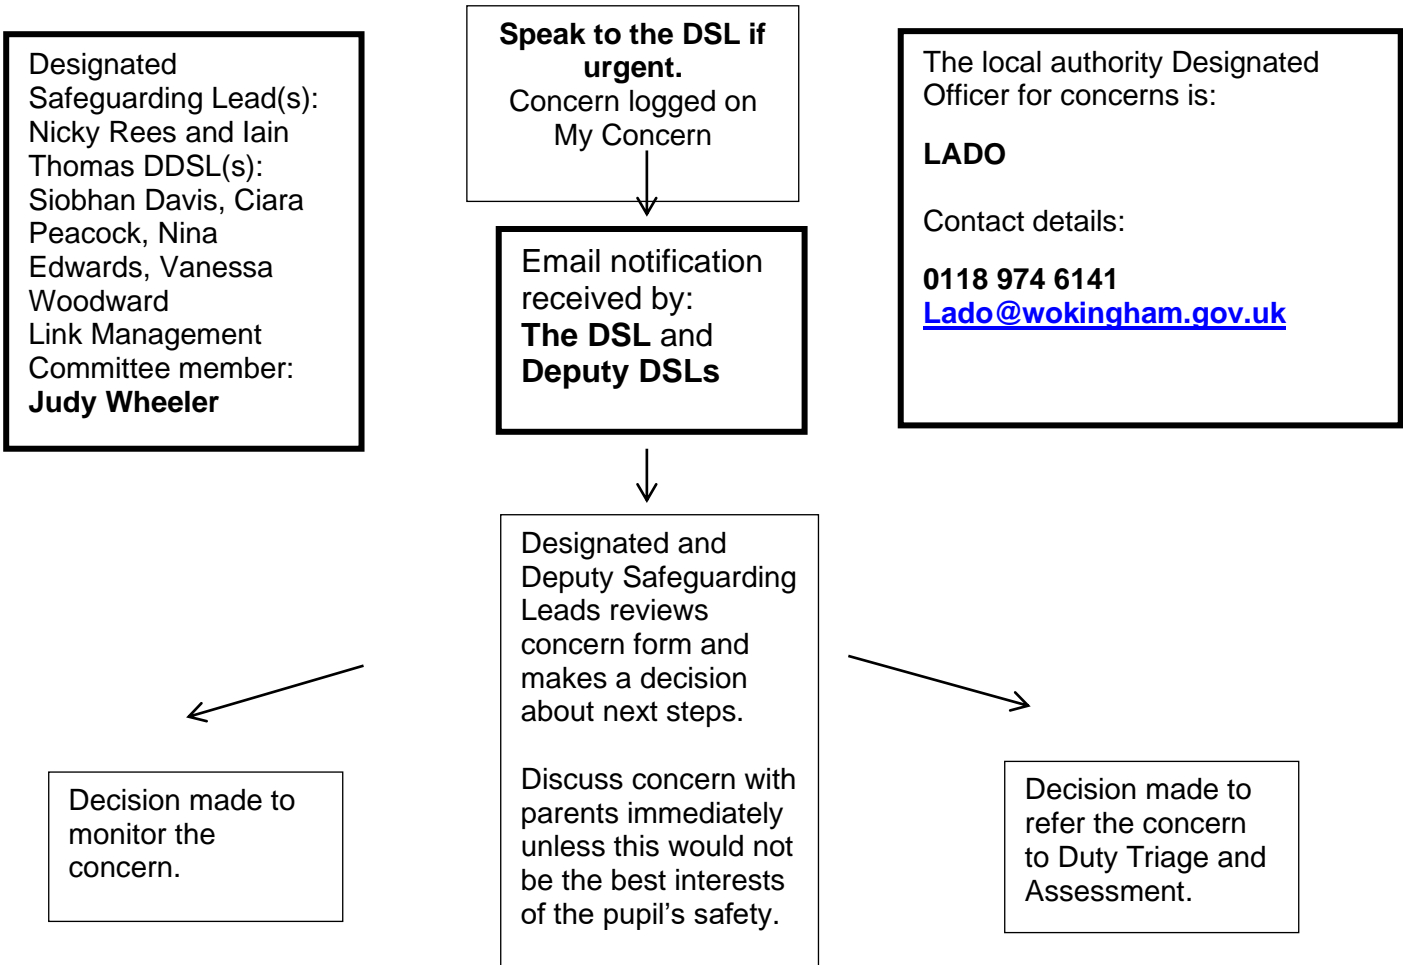 Designated
Safeguarding Lead(s):
Nicky Rees and Iain
Thomas DDSL(s):
Siobhan Davis, Ciara
Peacock, Nina
Edwards, Vanessa
Woodward
Link Management
Committee member:
Judy Wheeler
Speak to the DSL if
urgent.
Concern logged on
My Concern
The local authority Designated
Officer for concerns is:
LADO
Contact details:
0118 974 6141
Lado@wokingham.gov.uk
Email notification
received by:
The DSL and
Deputy DSLs
Designated and
Deputy Safeguarding
Leads reviews
concern form and
makes a decision
about next steps.
Discuss concern with
parents immediately
unless this would not
be the best interests
of the pupil’s safety.
Decision made to
monitor the
concern.
Decision made to
refer the concern
to Duty Triage and
Assessment.